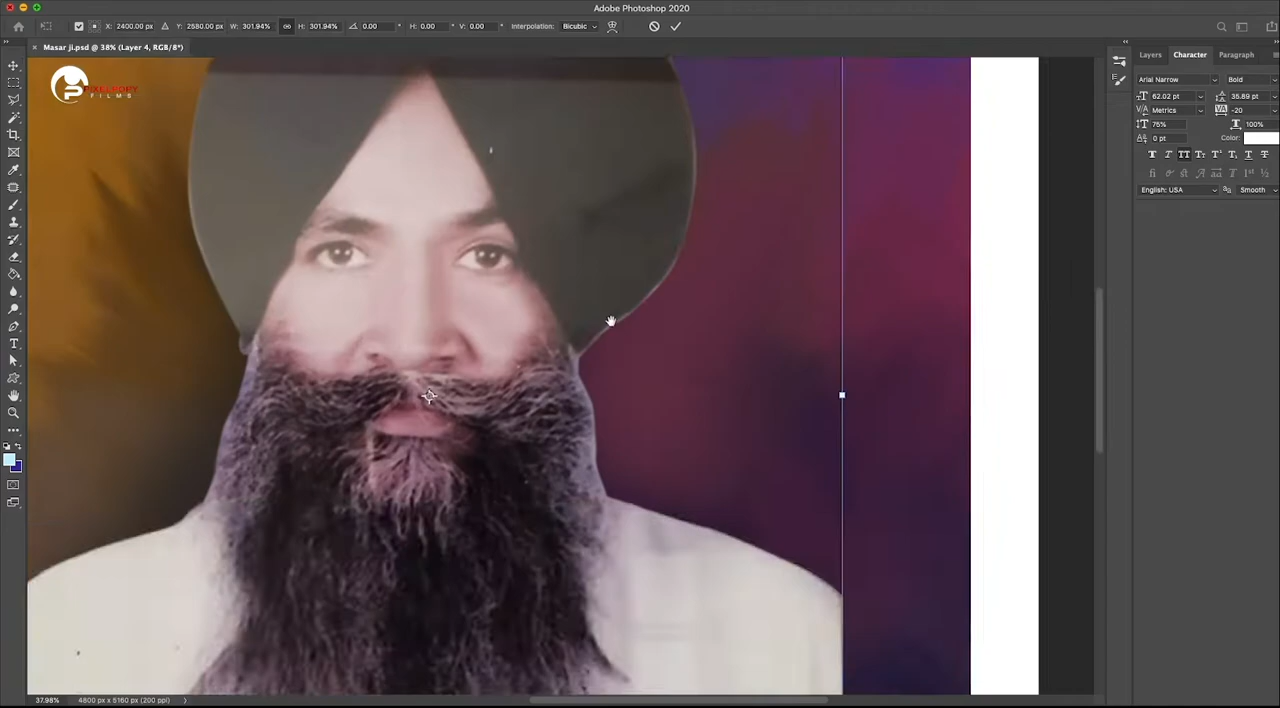 Adobe Photoshop 2020
X: 2400.00 px Y: 2580.00 px W: 301.94% H: 301.94% 0.00 ° H: 0.00 ° V: 0.00 ° Interpolation: Bicubic
Masar ji.psd @ 38% (Layer 4, RGB/8*)
Layers Character Paragraph
FILMS
Arial Narrow Bold
62.02 pt 35.89 pt
Metrics -20
75% 100%
0 pt Color:
English: USA Smooth
37.98% 4800 px x 5160 px (200 ppi)